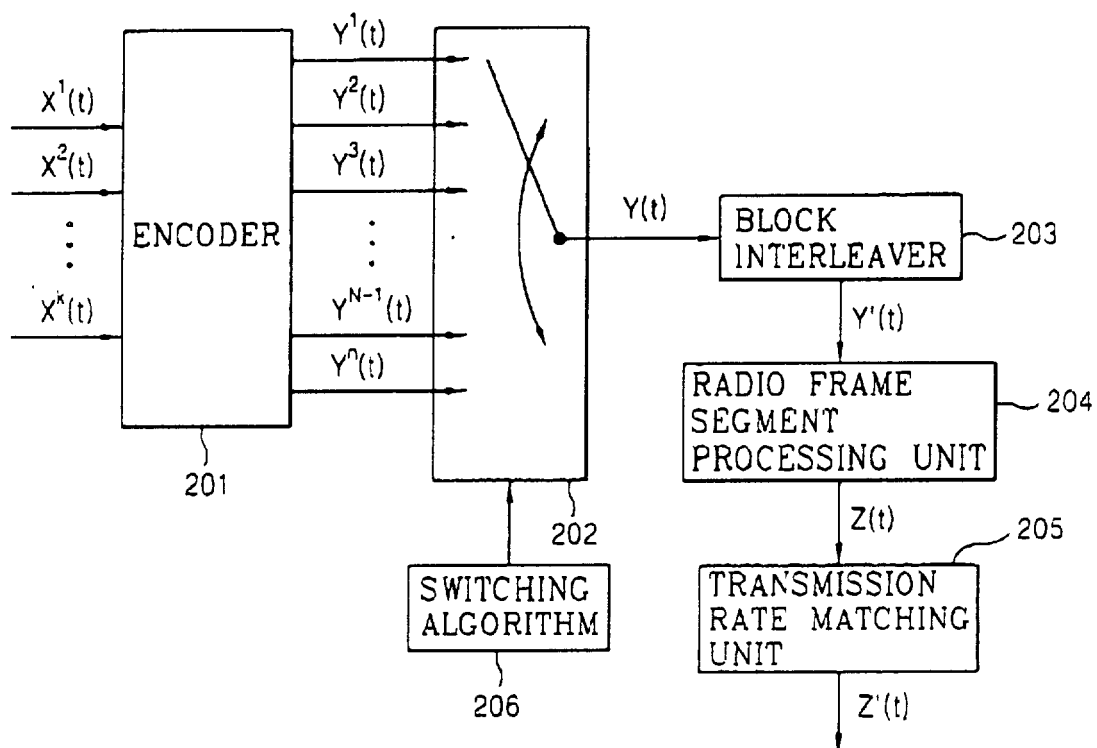 X¹(t)
X²(t)
Xᵏ(t)
ENCODER
201
Y¹(t)
Y²(t)
Y³(t)
Yᴺ⁻¹(t)
Yⁿ(t)
202
SWITCHING
ALGORITHM
206
Y(t)
BLOCK
INTERLEAVER
203
Y'(t)
RADIO FRAME
SEGMENT
PROCESSING UNIT
204
Z(t)
205
TRANSMISSION
RATE MATCHING
UNIT
Z'(t)